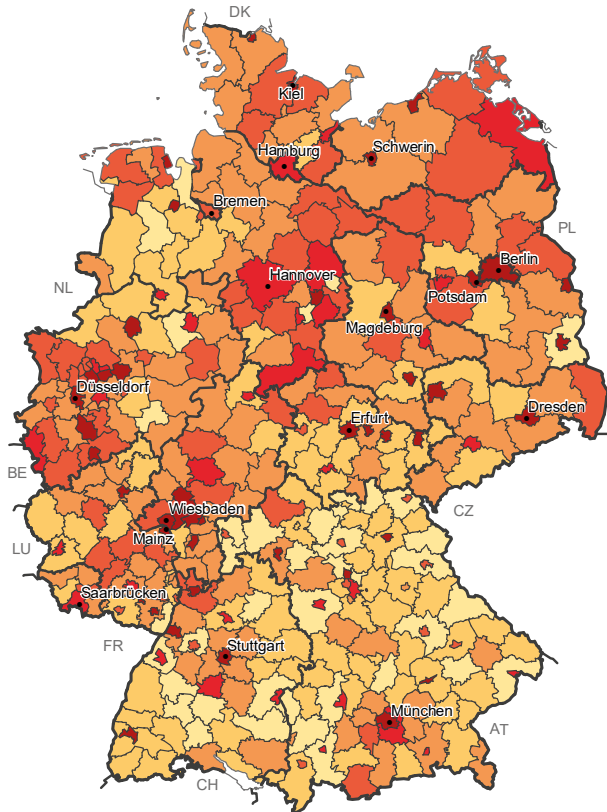 DK
Kiel
Hamburg
Schwerin
Bremen
PL
Berlin
NL
Hannover
Potsdam
Magdeburg
Düsseldorf
Dresden
Erfurt
BE
Wiesbaden
CZ
Mainz
LU
Saarbrücken
FR
Stuttgart
München
AT
CH